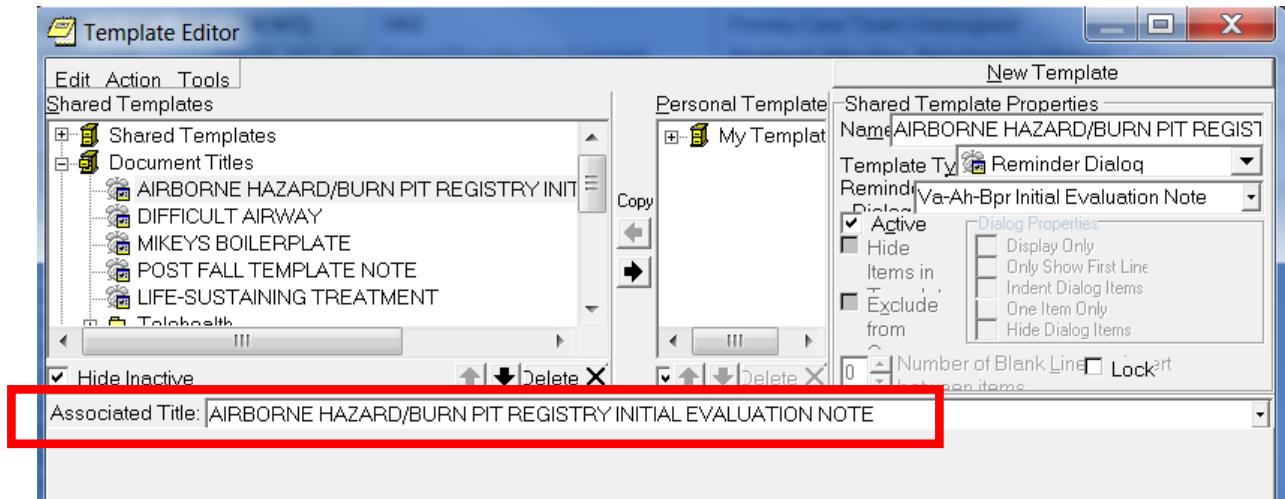 Template Editor
Edit Action Tools
New Template
Shared Templates
Shared Templates
Document Titles
AIRBORNE HAZARD/BURN PIT REGISTRY INIT
DIFFICULT AIRWAY
MIKEYS BOILERPLATE
POST FALL TEMPLATE NOTE
LIFE-SUSTAINING TREATMENT
Telehealth
Hide Inactive
Delete
Copy
Personal Template
My Templat
Delete
Shared Template Properties
Name AIRBORNE HAZARD/BURN PIT REGIST
Template Ty Reminder Dialog
Remind Va-Ah-Bpr Initial Evaluation Note
Dialog
Active
Hide
Items in
Exclude
from
Dialog Properties
Display Only
Only Show First Line
Indent Dialog Items
One Item Only
Hide Dialog Items
0 Number of Blank Line
between items
Lock
Associated Title: AIRBORNE HAZARD/BURN PIT REGISTRY INITIAL EVALUATION NOTE